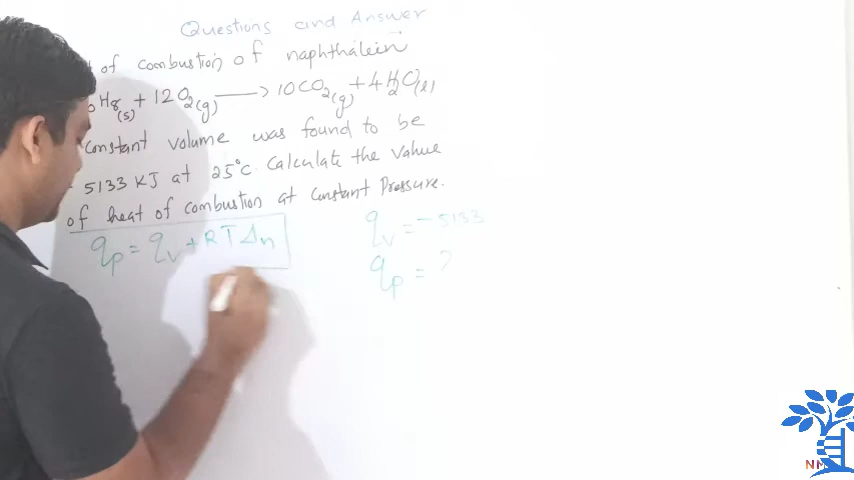 Questions and Answer
of combustion of naphthalein
H8(s) + 12O2(g) ⟶ 10CO2(g) + 4H2O(l)
Constant volume was found to be
- 5133 KJ at 25°C. Calculate the value
of heat of combustion at Constant Pressure.
qp = qv + RTΔn
qv = -5133
qp = ?
NM